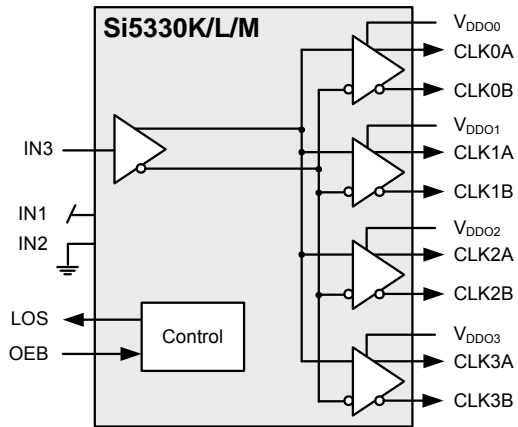 Si5330K/L/M
VDDO0
CLK0A
CLK0B
VDDO1
CLK1A
CLK1B
VDDO2
CLK2A
CLK2B
VDDO3
CLK3A
CLK3B
IN3
IN1
IN2
LOS
OEB
Control